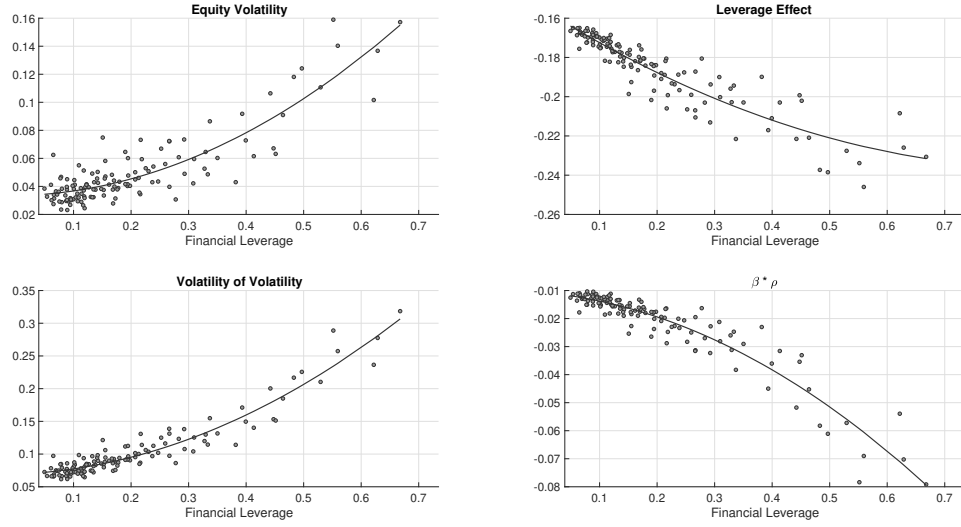 Equity Volatility
0.16
0.14
0.12
0.1
0.08
0.06
0.04
0.02
0.1 0.2 0.3 0.4 0.5 0.6 0.7
Financial Leverage
Leverage Effect
-0.16
-0.18
-0.2
-0.22
-0.24
-0.26
0.1 0.2 0.3 0.4 0.5 0.6 0.7
Financial Leverage
Volatility of Volatility
0.35
0.3
0.25
0.2
0.15
0.1
0.05
0.1 0.2 0.3 0.4 0.5 0.6 0.7
Financial Leverage
β * ρ
-0.01
-0.02
-0.03
-0.04
-0.05
-0.06
-0.07
-0.08
0.1 0.2 0.3 0.4 0.5 0.6 0.7
Financial Leverage